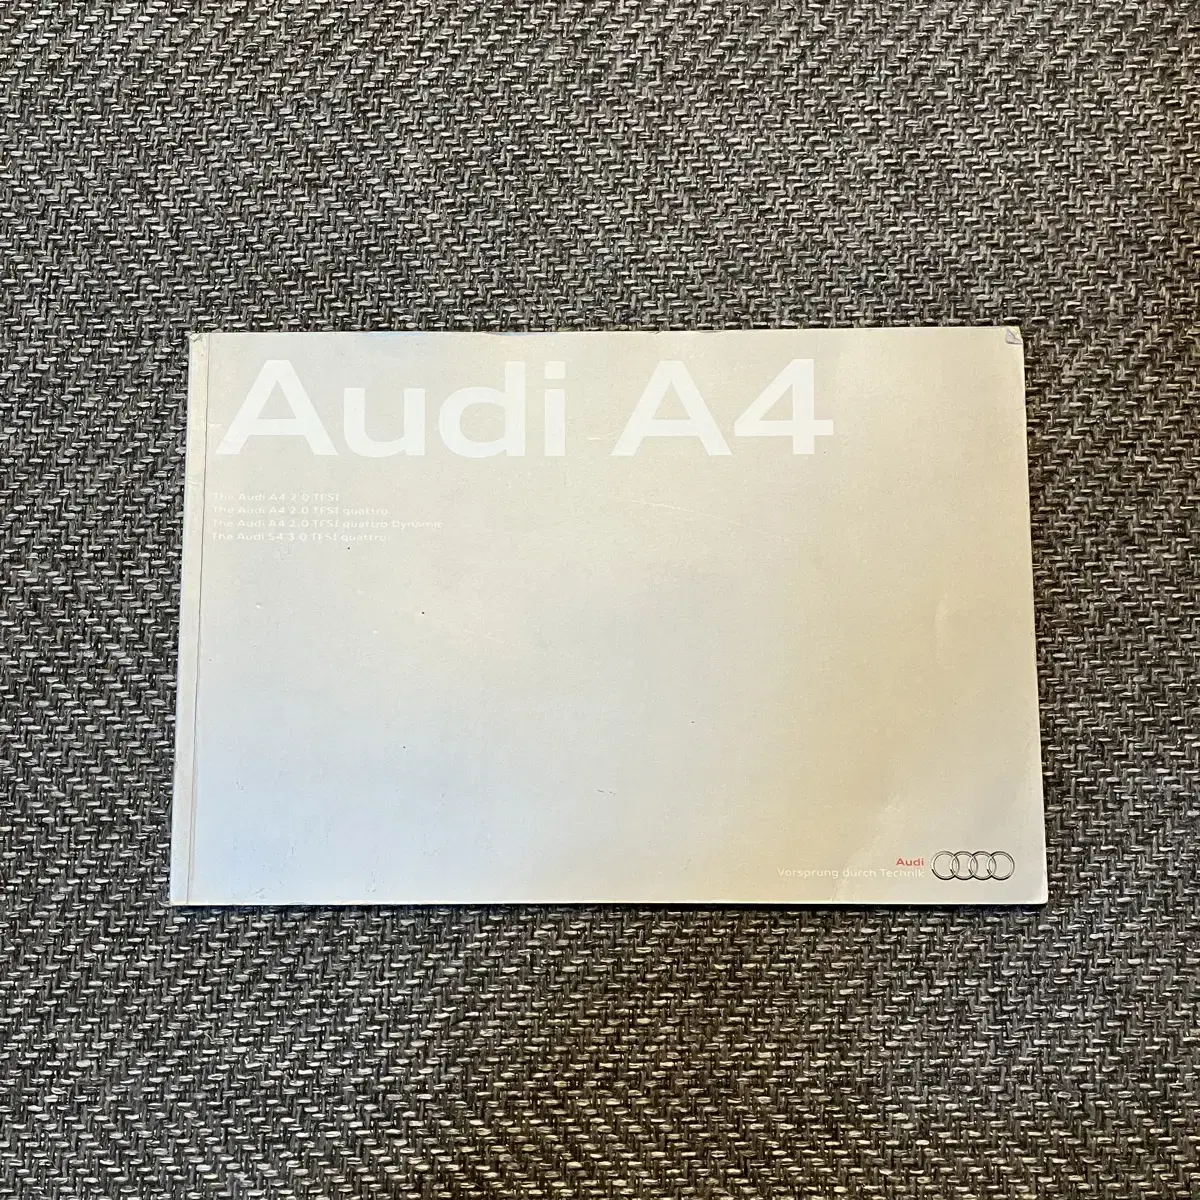 Audi A4
The Audi A4 2.0 TFSI
The Audi A4 2.0 TFSI quattro
The Audi A4 2.0 TFSI quattro Dynamic
The Audi S4 3.0 TFSI quattro
Audi
Vorsprung durch Technik